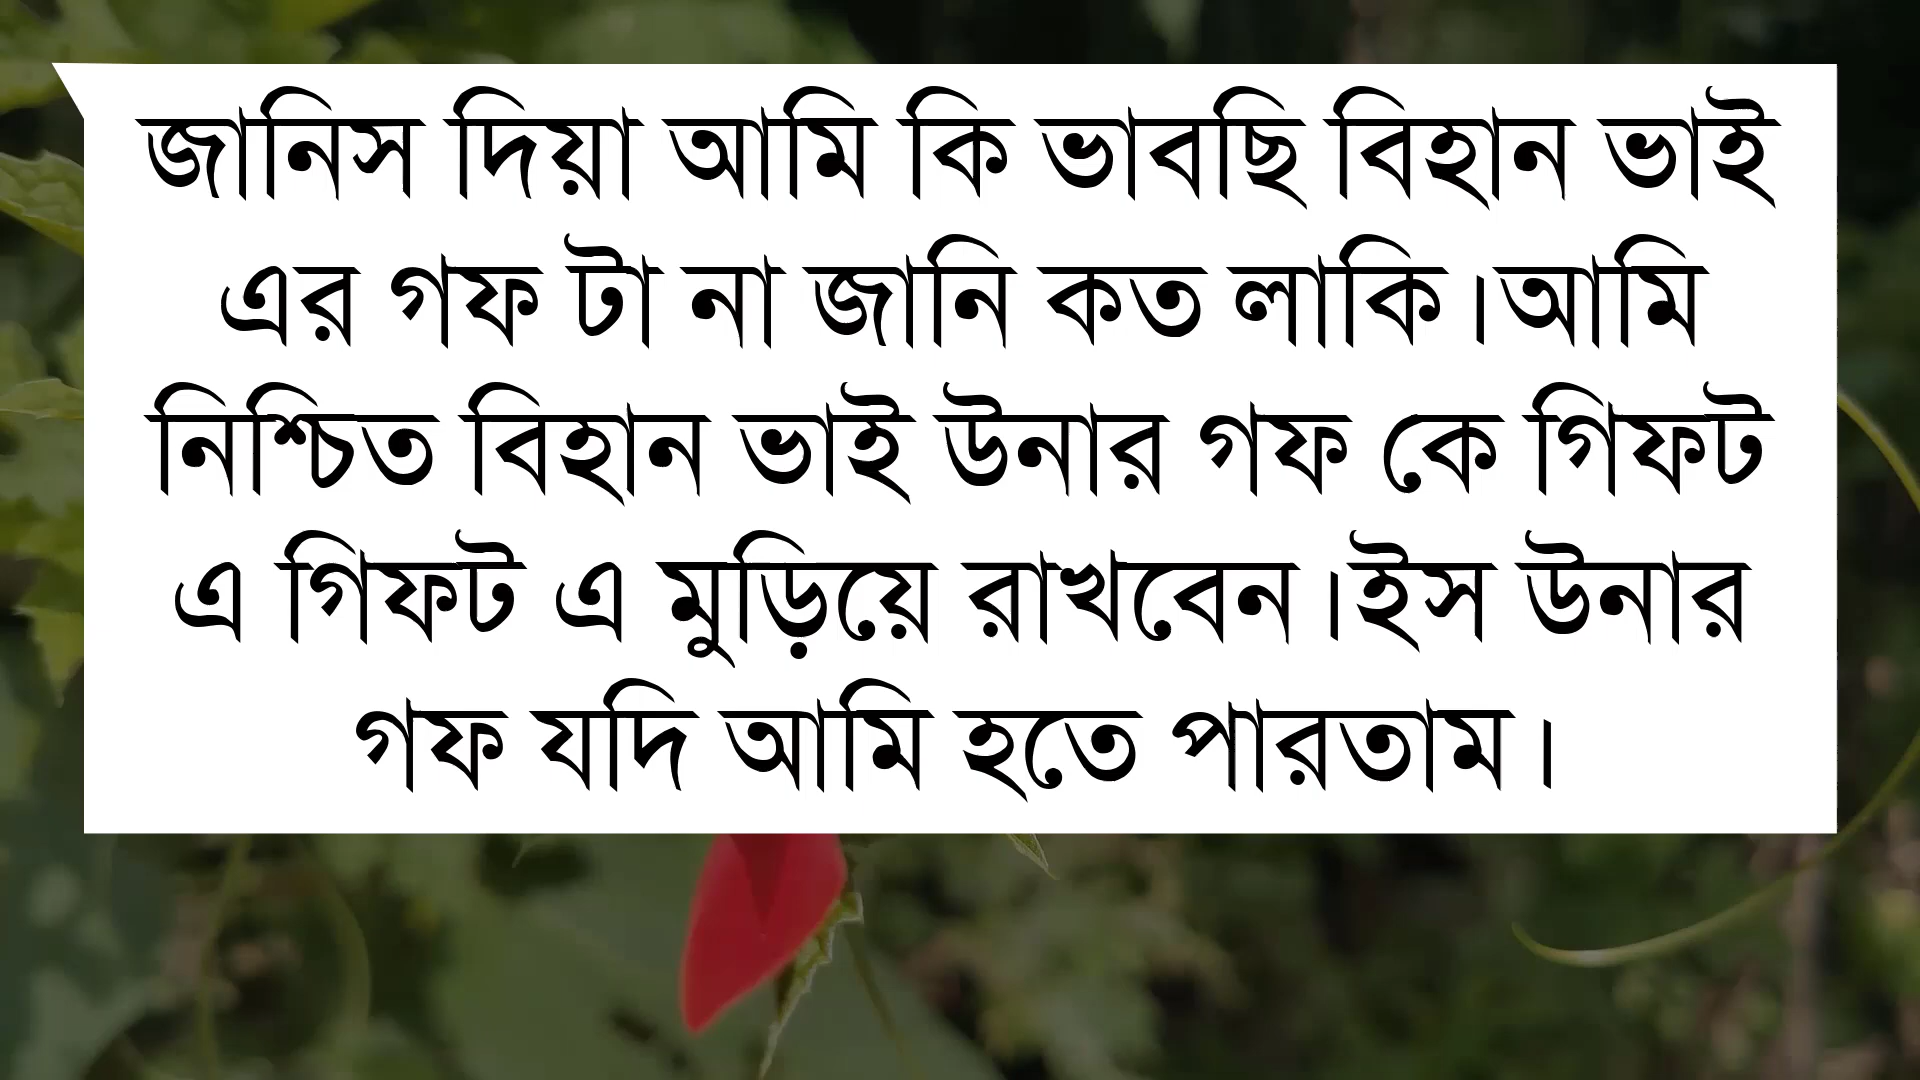 জানিস দিয়া আমি কি ভাবছি বিহান ভাই
এর গফ টা না জানি কত লাকি।আমি
নিশ্চিত বিহান ভাই উনার গফ কে গিফট
এ গিফট এ মুড়িয়ে রাখবেন।ইস উনার
গফ যদি আমি হতে পারতাম।